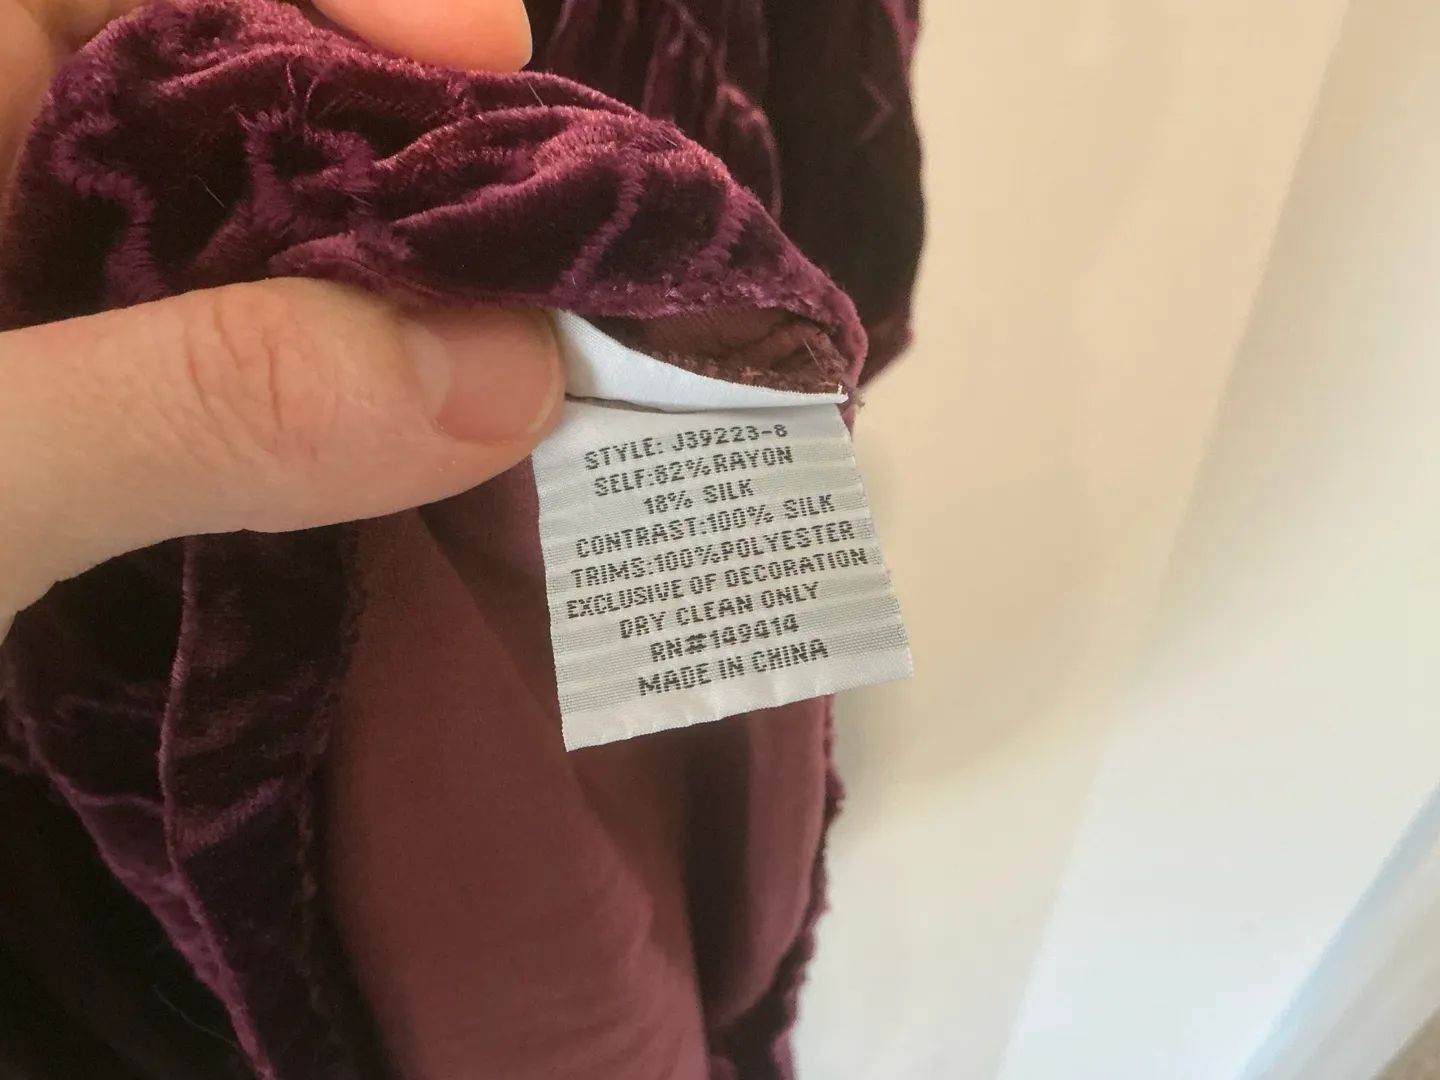 STYLE: J39223-8
SELF:82%RAYON
18% SILK
CONTRAST:100% SILK
TRIMS:100%POLYESTER
EXCLUSIVE OF DECORATION
DRY CLEAN ONLY
RN#149414
MADE IN CHINA